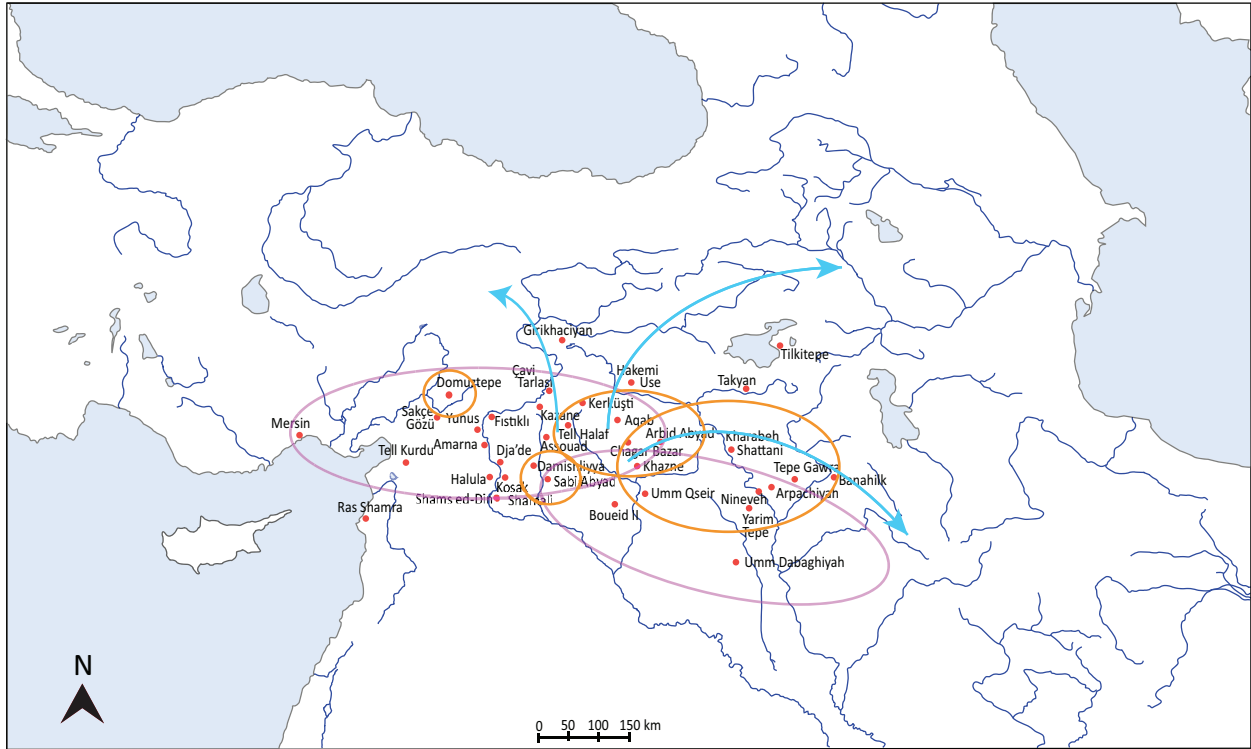 Girikhaciyan
Tilkitepe
Çavi
Tarlası
Hakemi
Use
Takyan
Domuztepe
Kerküşti
Sakçe
Gözü
Yunus
Fıstıklı
Kazane
Aqab
Mersin
Tell Halaf
Arbid Abyad
Kharabeh
Shattani
Tell Kurdu
Amarna
Dja'de
Assouad
Chagar Bazar
Damishliyya
Khazne
Tepe Gawra
Banahilk
Halula
Kosak
Shamali
Sabi Abyad
Umm Qseir
Nineveh
Arpachiyah
Shams ed-Din
Ras Shamra
Boueid II
Yarim
Tepe
Umm Dabaghiyah
N
0 50 100 150 km